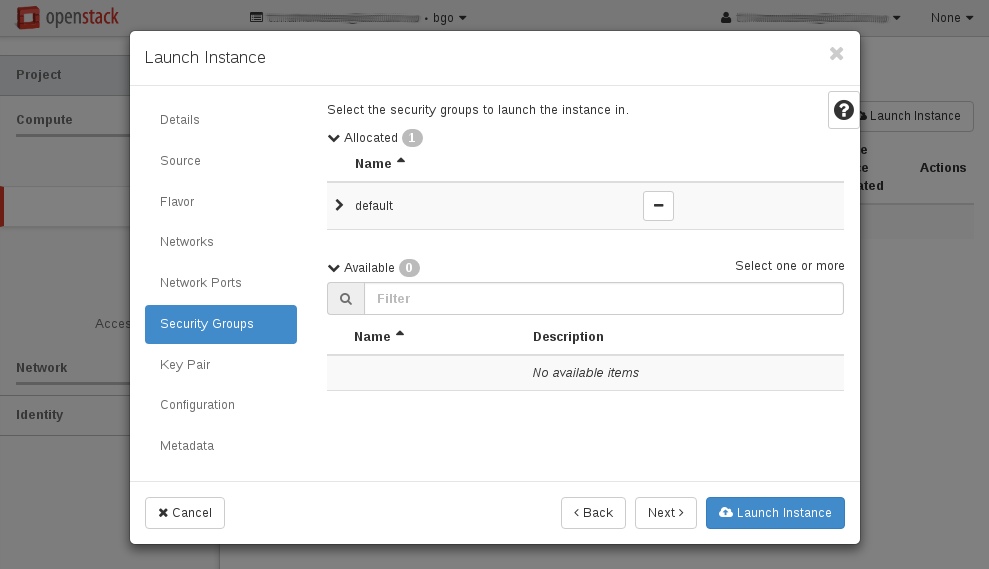 openstack
• bgo
None
Project
Compute
Acces
Network
Identity
Launch Instance
Actions
ated
Launch Instance
Details
Source
Flavor
Networks
Network Ports
Security Groups
Key Pair
Configuration
Metadata
Select the security groups to launch the instance in.
Allocated 1
Name
default
Available 0
Select one or more
Filter
Name Description
No available items
Cancel
< Back
Next >
Launch Instance